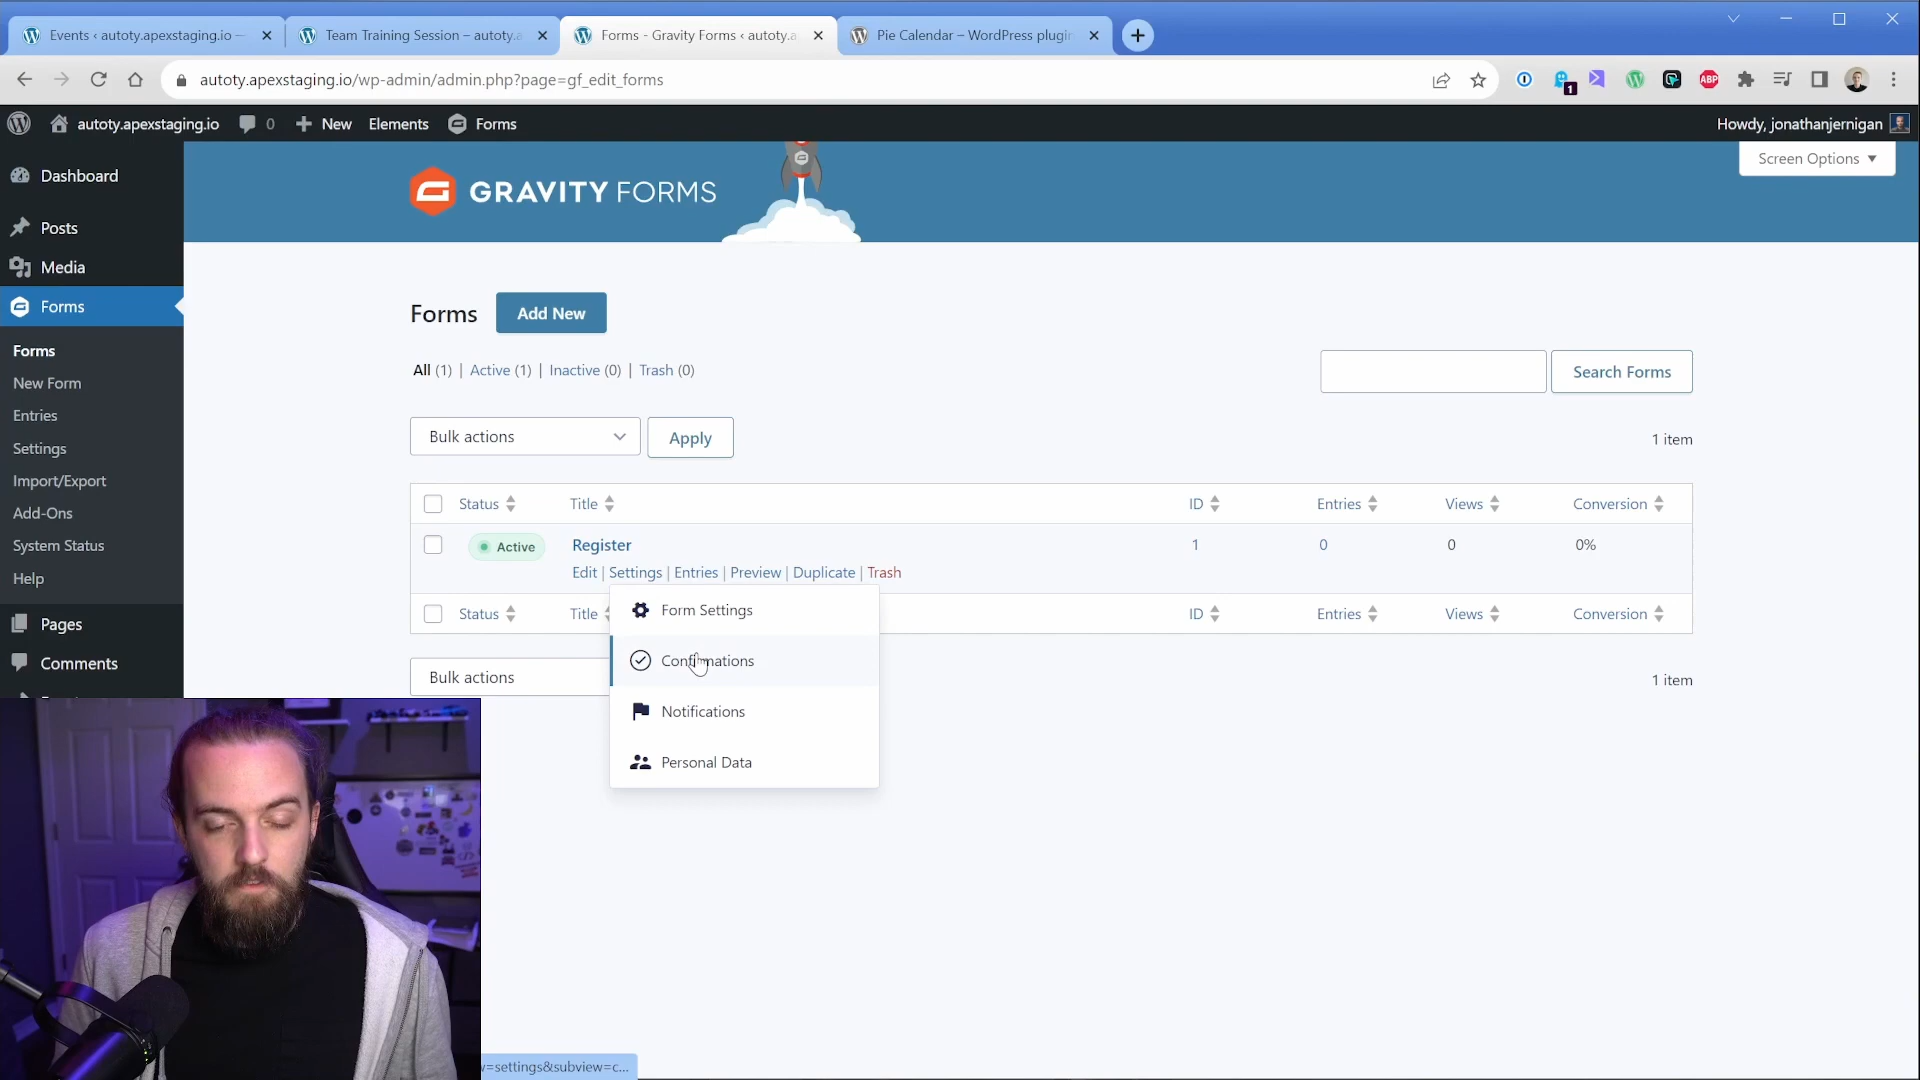 Events ‹ autoty.apexstaging.io —
Team Training Session – autoty.a
Forms - Gravity Forms ‹ autoty.a
Pie Calendar – WordPress plugin
autoty.apexstaging.io/wp-admin/admin.php?page=gf_edit_forms
1
ABP
autoty.apexstaging.io
0
New
Elements
Forms
Howdy, jonathanjernigan
Dashboard
Posts
Media
Forms
Forms
New Form
Entries
Settings
Import/Export
Add-Ons
System Status
Help
Pages
Comments
GRAVITY FORMS
Screen Options ▼
Forms
Add New
All (1) | Active (1) | Inactive (0) | Trash (0)
Search Forms
Bulk actions
Apply
1 item
Status
Title
ID
Entries
Views
Conversion
Active
Register
1
0
0
0%
Edit | Settings | Entries | Preview | Duplicate | Trash
Form Settings
Confirmations
Notifications
Personal Data
Status
Title
ID
Entries
Views
Conversion
Bulk actions
1 item
w=settings&subview=c...